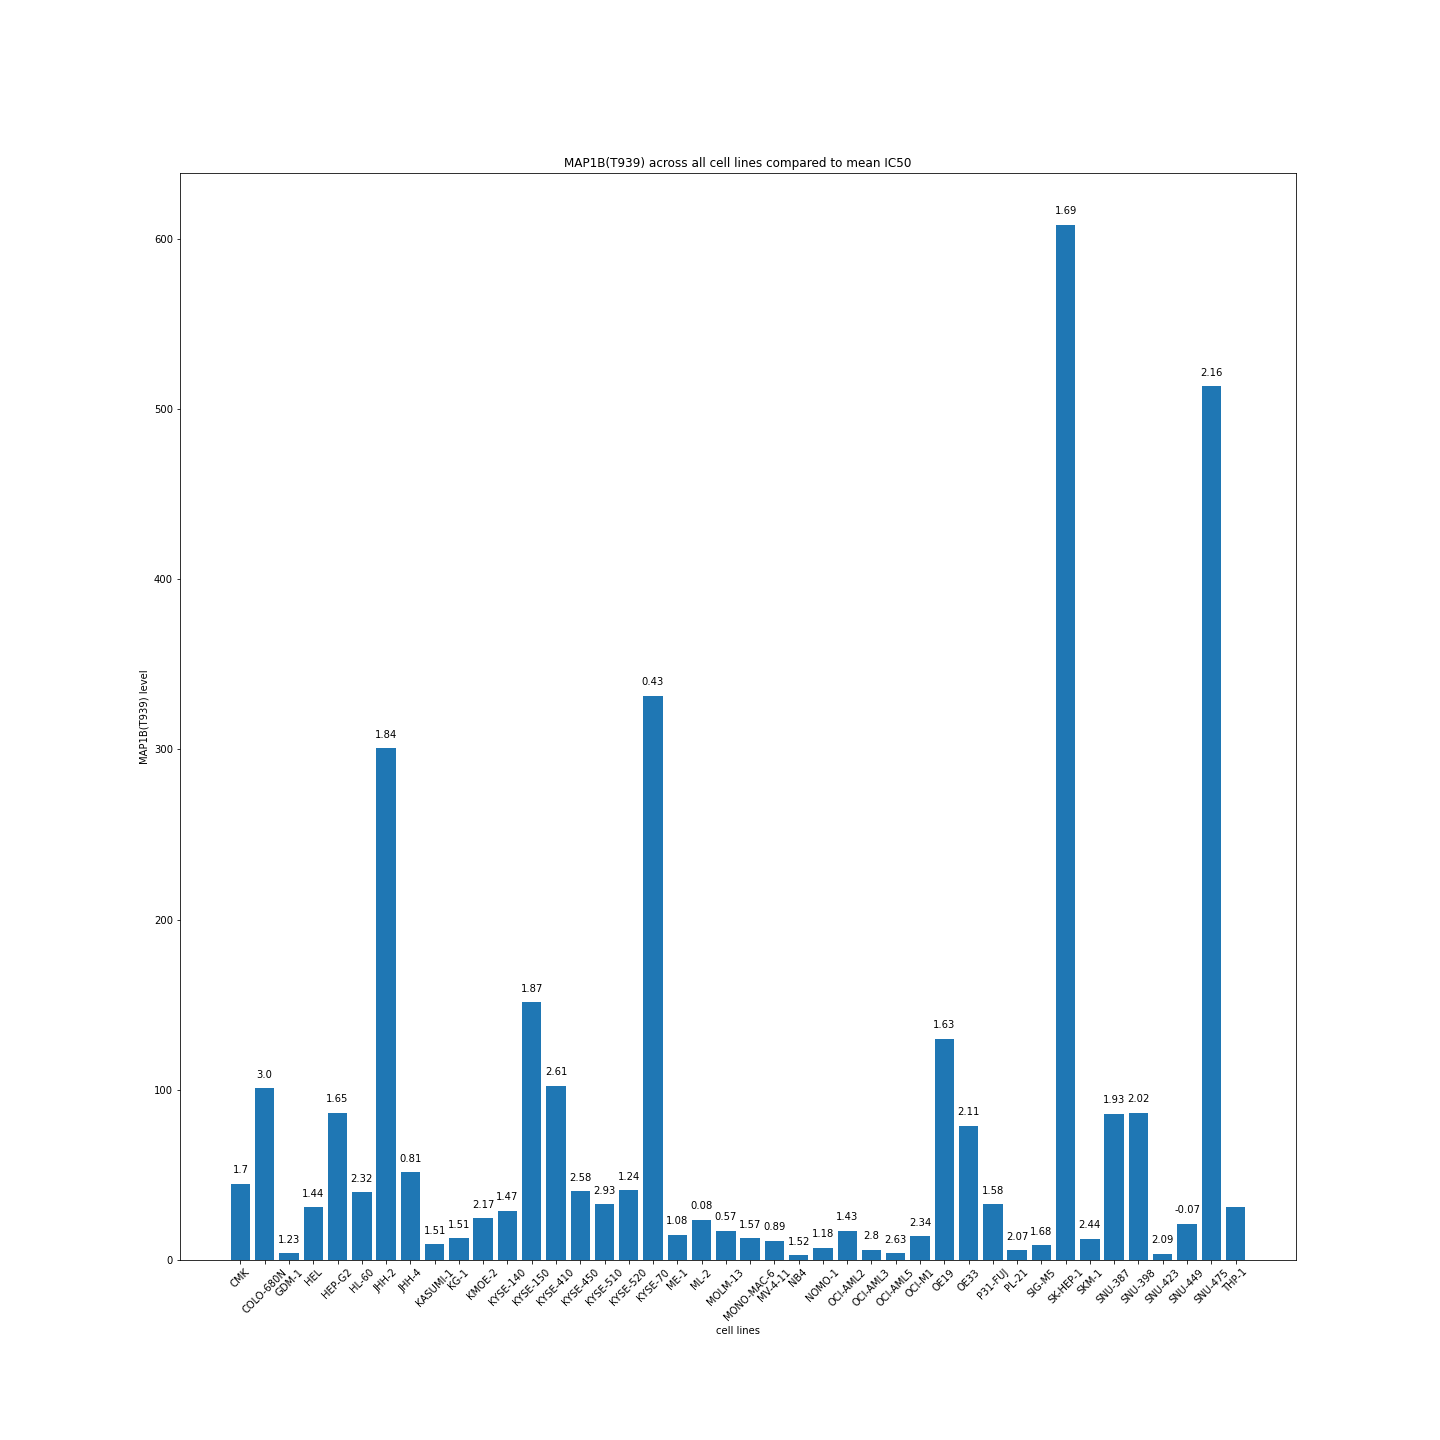 MAP1B(T939) across all cell lines compared to mean IC50
MAP1B(T939) level
600
500
400
300
200
100
0
1.7
3.0
1.23
1.44
1.65
2.32
1.84
0.81
1.51
1.51
2.17
1.47
1.87
2.61
2.58
2.93
1.24
0.43
1.08
0.08
0.57
1.57
0.89
1.52
1.18
1.43
2.8
2.63
2.34
1.63
2.11
1.58
2.07
1.68
1.69
2.44
1.93
2.02
2.09
-0.07
2.16
CMK
COLO-680N
GDM-1
HEL
HEP-G2
HL-60
JHH-2
JHH-4
KASUMI-1
KG-1
KMOE-2
KYSE-140
KYSE-150
KYSE-410
KYSE-450
KYSE-510
KYSE-520
KYSE-70
ME-1
ML-2
MOLM-13
MONO-MAC-6
MV-4-11
NB4
NOMO-1
OCI-AML2
OCI-AML3
OCI-AML5
OCI-M1
OE19
OE33
P31-FUJ
PL-21
SIG-M5
SK-HEP-1
SKM-1
SNU-387
SNU-398
SNU-423
SNU-449
SNU-475
THP-1
cell lines